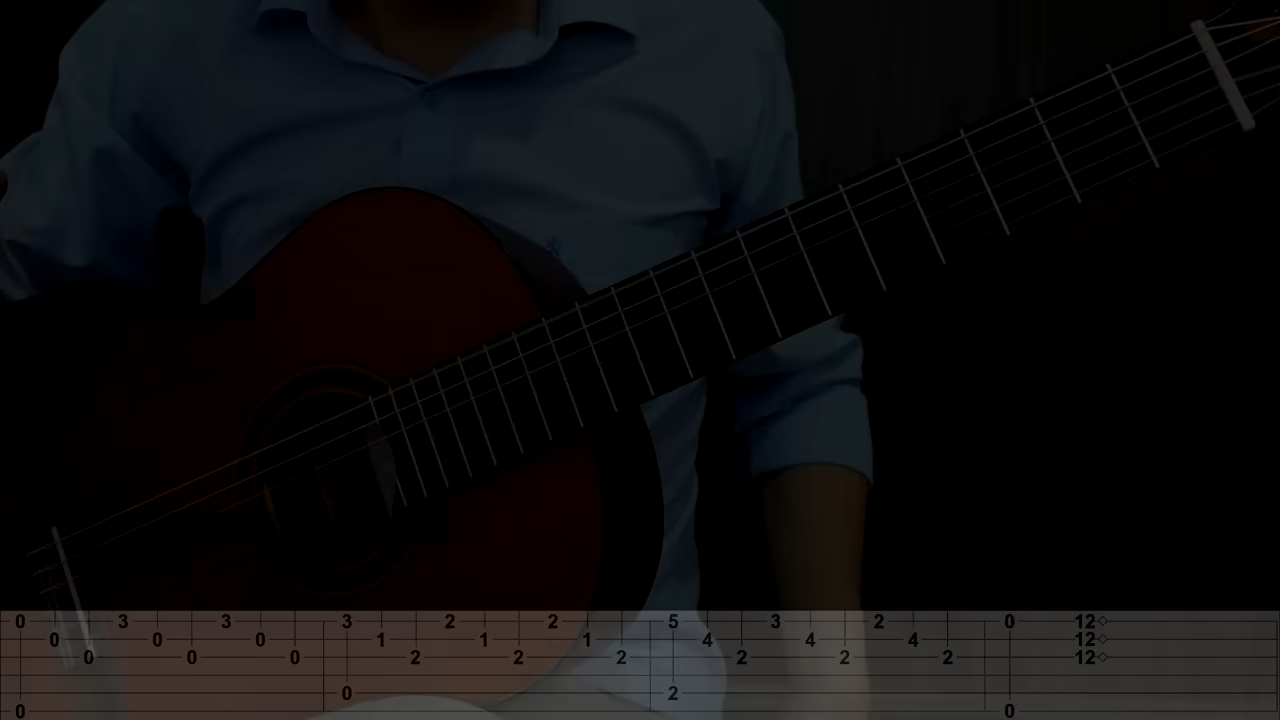 0 3 3 3 2 2 5 3 2 0 12
0 0 0 1 1 1 4 4 4 12
0 0 0 2 2 2 2 2 2 12
0 2
0 0